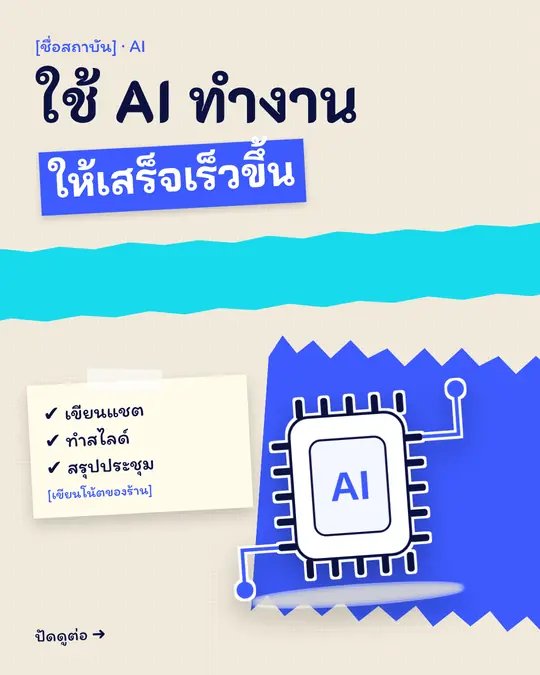 [ชื่อสถาบัน] · AI
ใช้ AI ทำงาน
ให้เสร็จเร็วขึ้น
✔ เขียนแชต
✔ ทำสไลด์
✔ สรุปประชุม
[เขียนโน้ตของร้าน]
AI
ปัดดูต่อ ➜